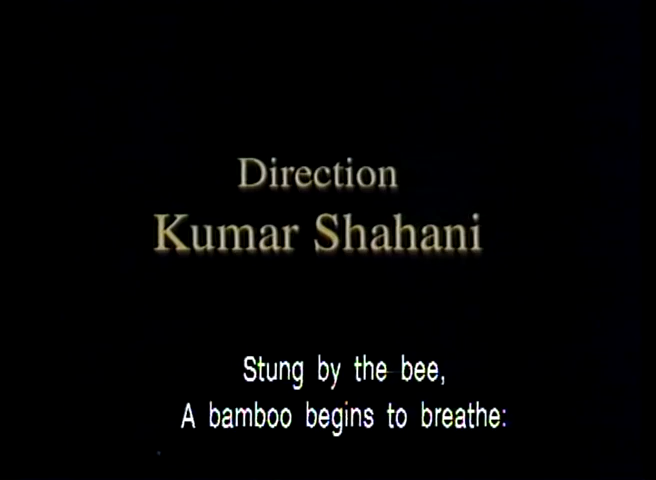 Direction
Kumar Shahani
Stung by the bee,
A bamboo begins to breathe: